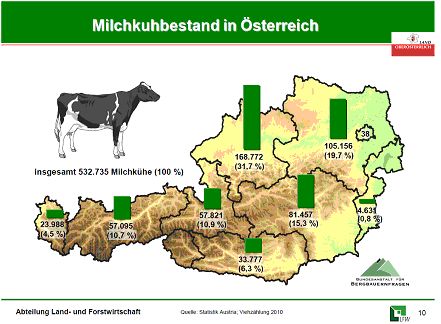 Milchkuhbestand in Österreich
LAND
OBERÖSTERREICH
Insgesamt 532.735 Milchkühe (100 %)
168.772
(31,7 %)
105.156
(19,7 %)
38
23.988
(4,5 %)
57.095
(10,7 %)
57.821
(10,9 %)
81.457
(15,3 %)
4.631
(0,8 %)
33.777
(6,3 %)
BUNDESANSTALT FÜR
BERGBAUERNFRAGEN
Abteilung Land- und Forstwirtschaft
Quelle: Statistik Austria; Viehzählung 2010
10